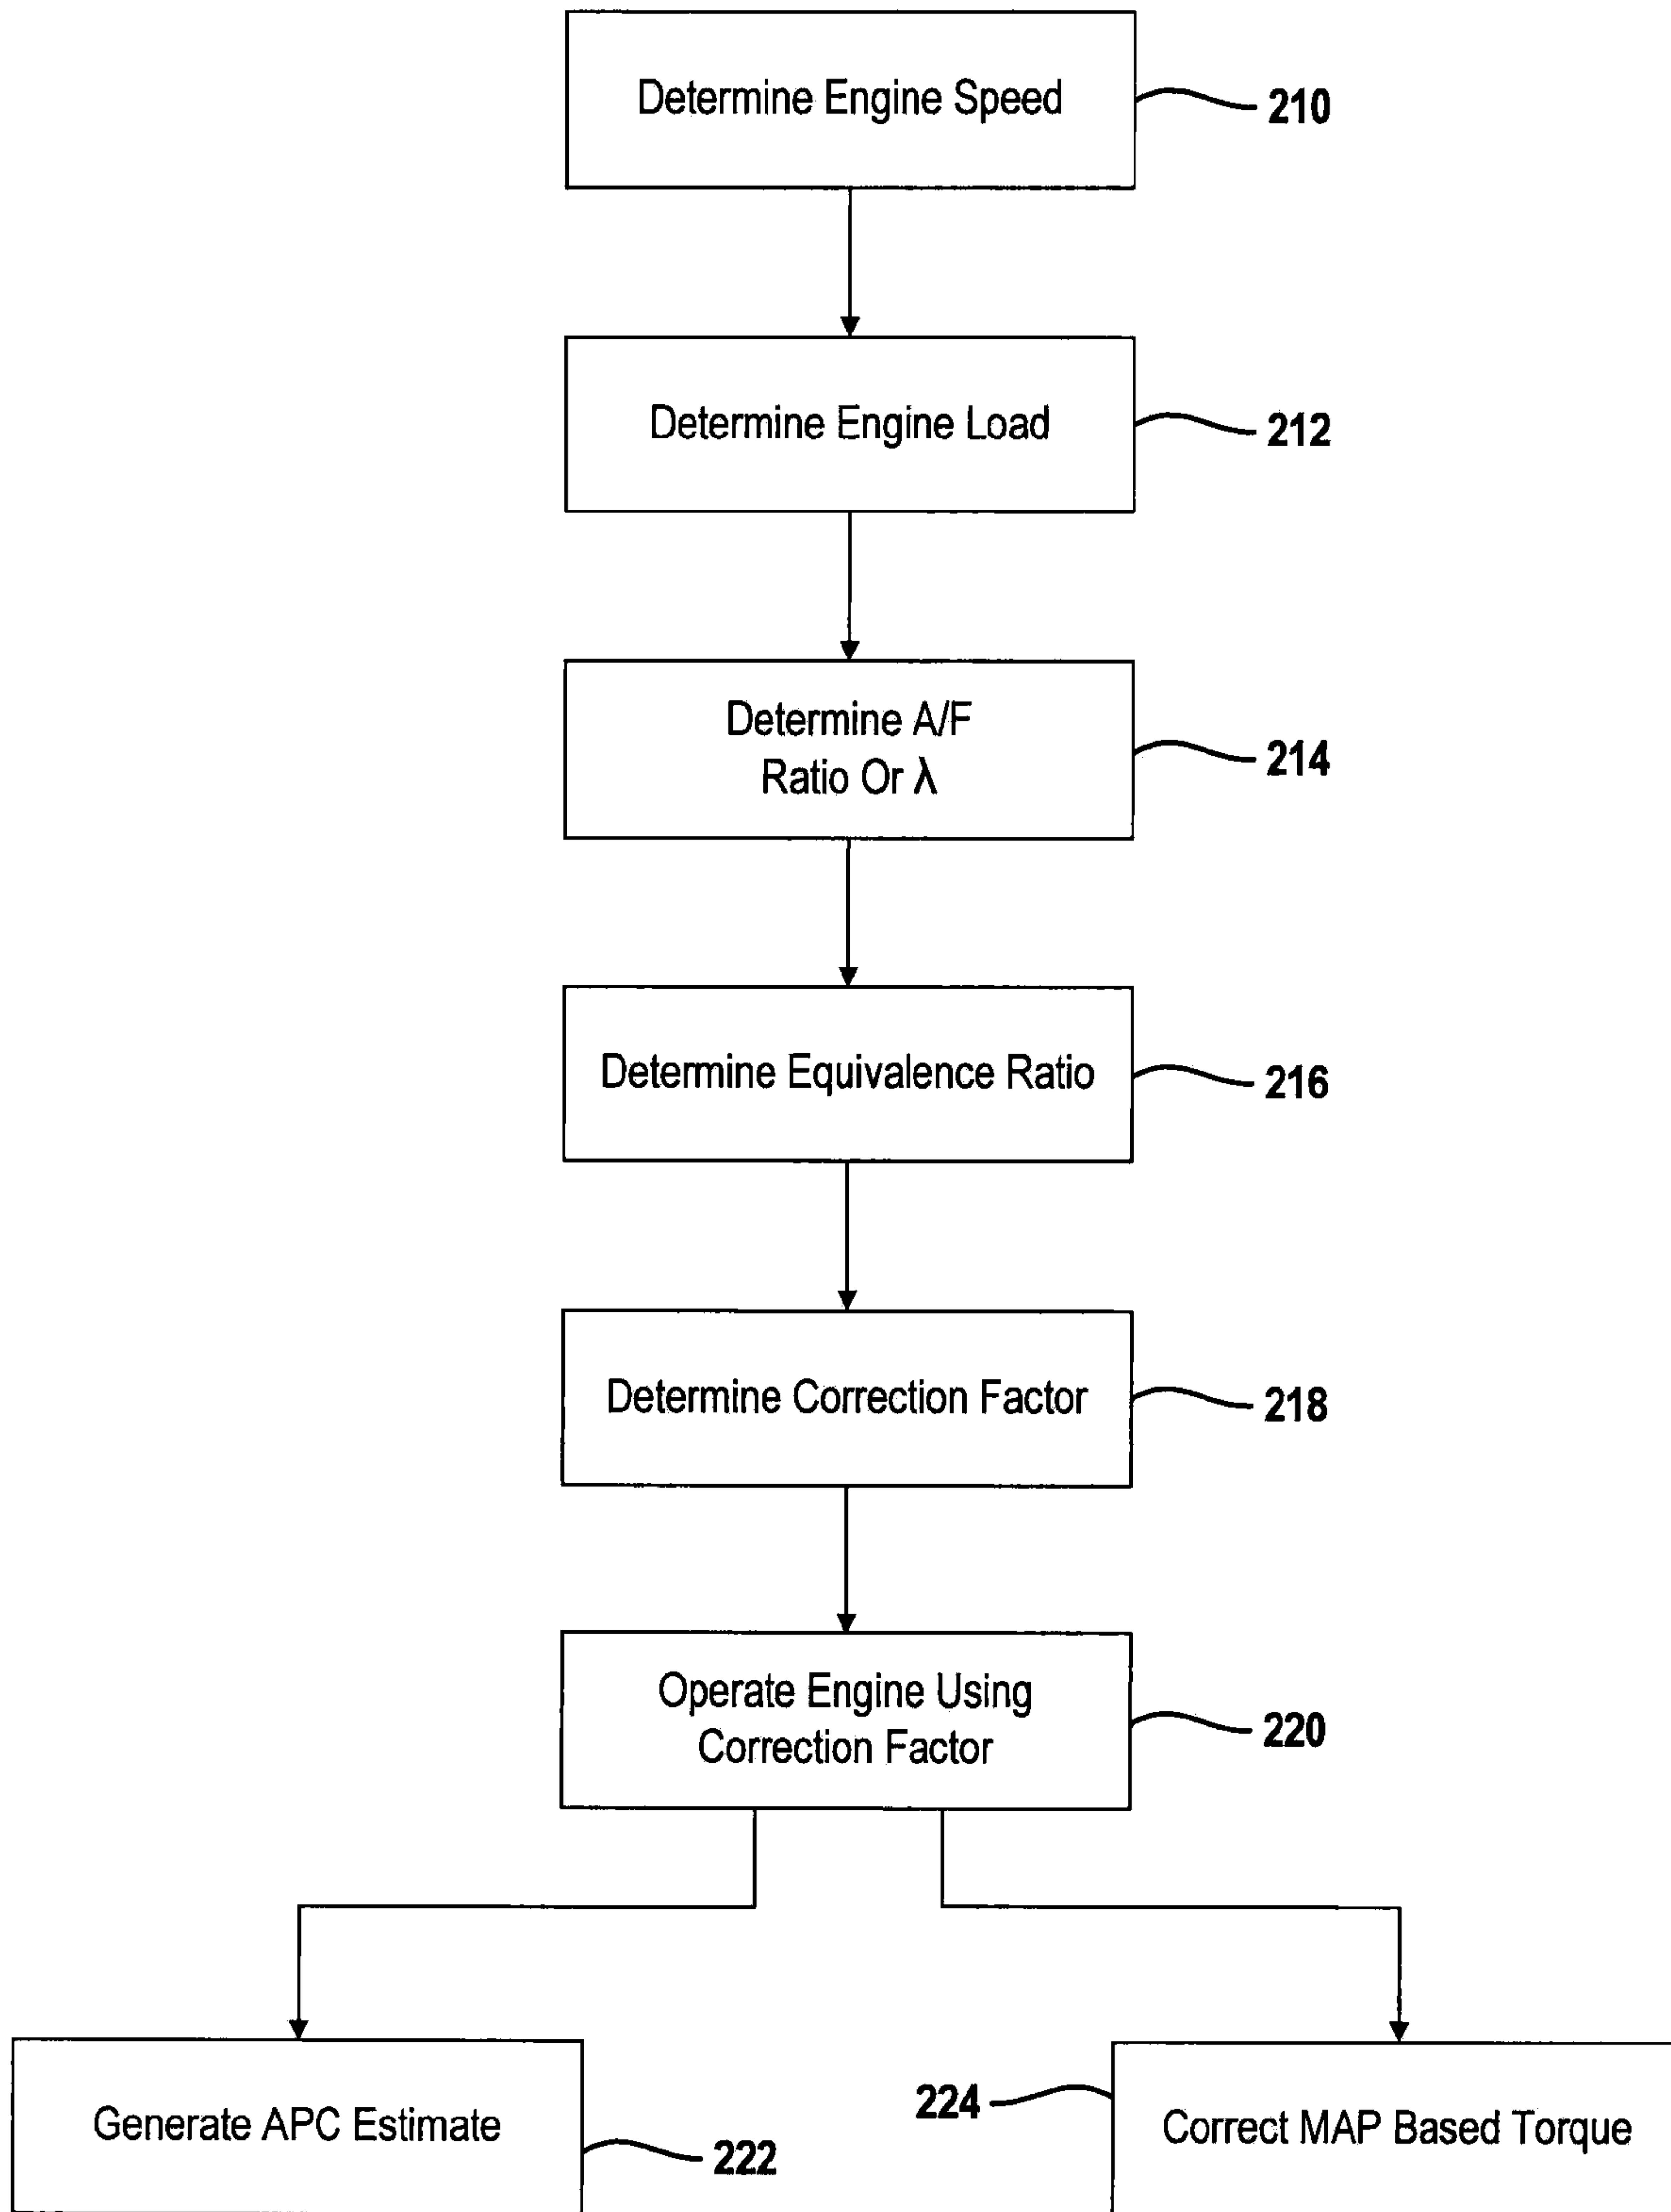 Determine Engine Speed
210
Determine Engine Load
212
Determine A/F
Ratio Or λ
214
Determine Equivalence Ratio
216
Determine Correction Factor
218
Operate Engine Using
Correction Factor
220
Generate APC Estimate
222
224
Correct MAP Based Torque